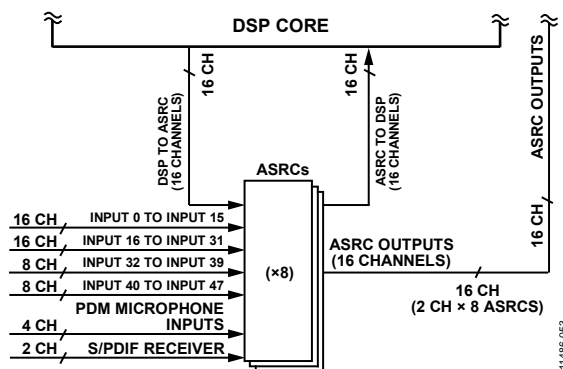 DSP CORE
16 CH
16 CH
DSP TO ASRC
(16 CHANNELS)
ASRC TO DSP
(16 CHANNELS)
ASRC OUTPUTS
16 CH
ASRCs
(×8)
16 CH
INPUT 0 TO INPUT 15
16 CH
INPUT 16 TO INPUT 31
8 CH
INPUT 32 TO INPUT 39
8 CH
INPUT 40 TO INPUT 47
PDM MICROPHONE
INPUTS
4 CH
2 CH
S/PDIF RECEIVER
ASRC OUTPUTS
(16 CHANNELS)
16 CH
(2 CH × 8 ASRCS)
11486-053